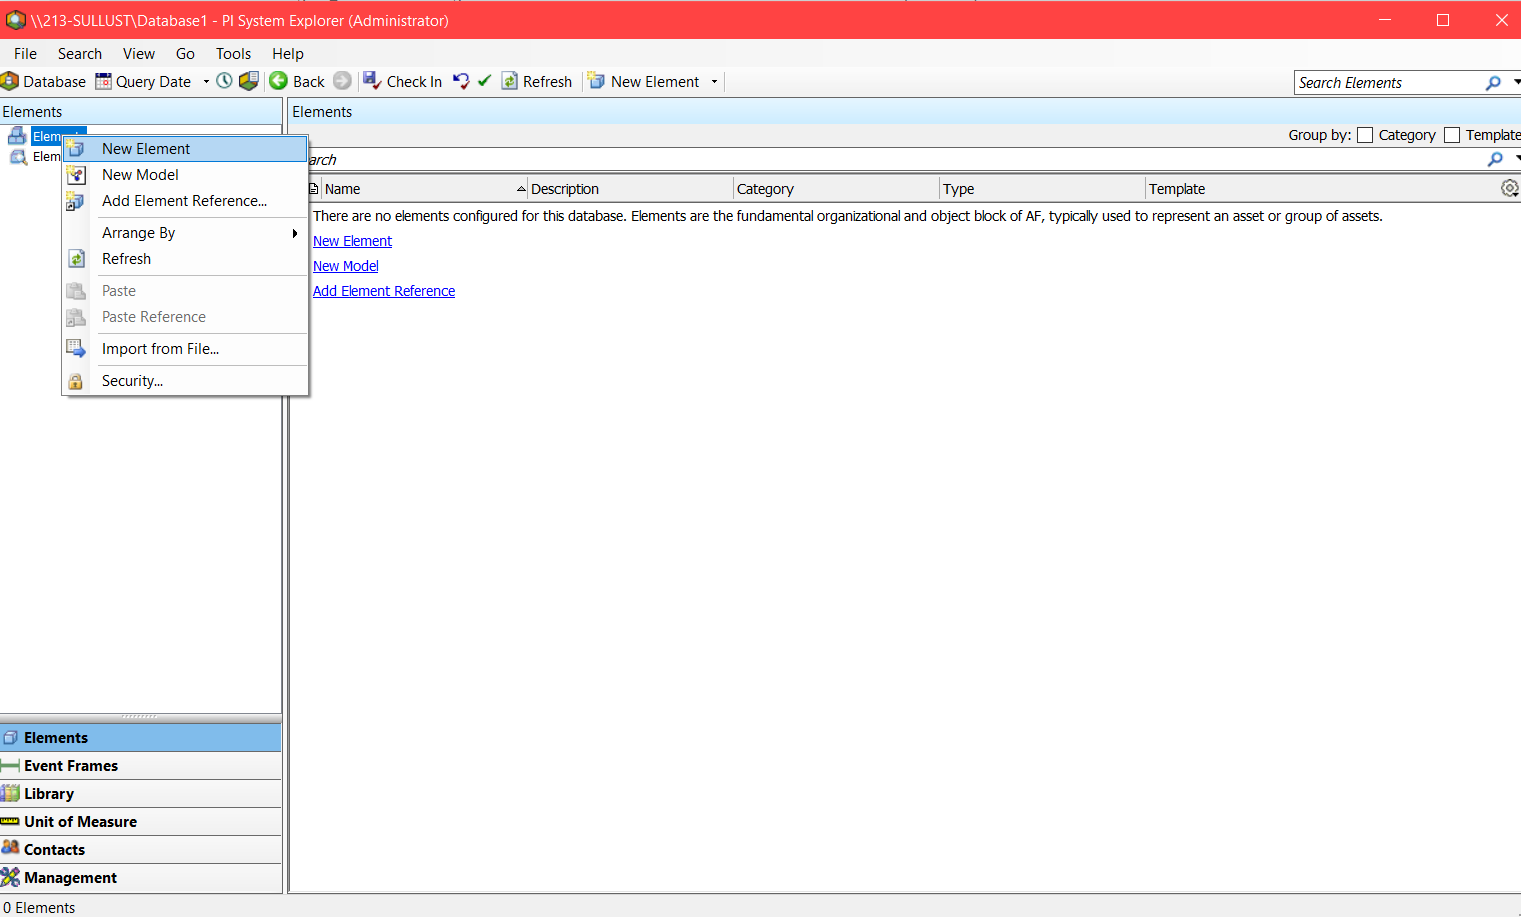 \\213-SULLUST\Database1 - PI System Explorer (Administrator)
File Search View Go Tools Help
Database Query Date Back Check In Refresh New Element Search Elements
Elements
Elements
Group by: Category Template
Elem
New Element
New Model
Add Element Reference...
Arrange By
Refresh
Paste
Paste Reference
Import from File...
Security...
arch
Name Description Category Type Template
There are no elements configured for this database. Elements are the fundamental organizational and object block of AF, typically used to represent an asset or group of assets.
New Element
New Model
Add Element Reference
Elements
Event Frames
Library
Unit of Measure
Contacts
Management
0 Elements